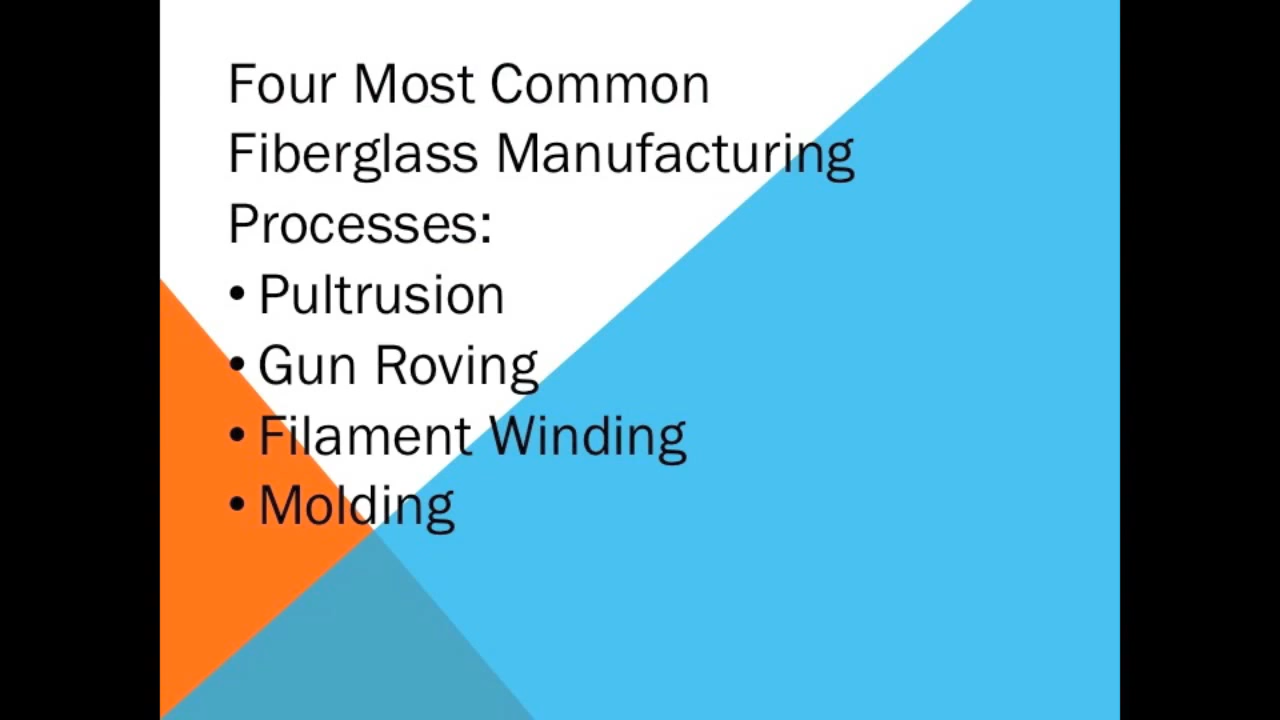 Four Most Common
Fiberglass Manufacturing
Processes:
• Pultrusion
• Gun Roving
• Filament Winding
• Molding